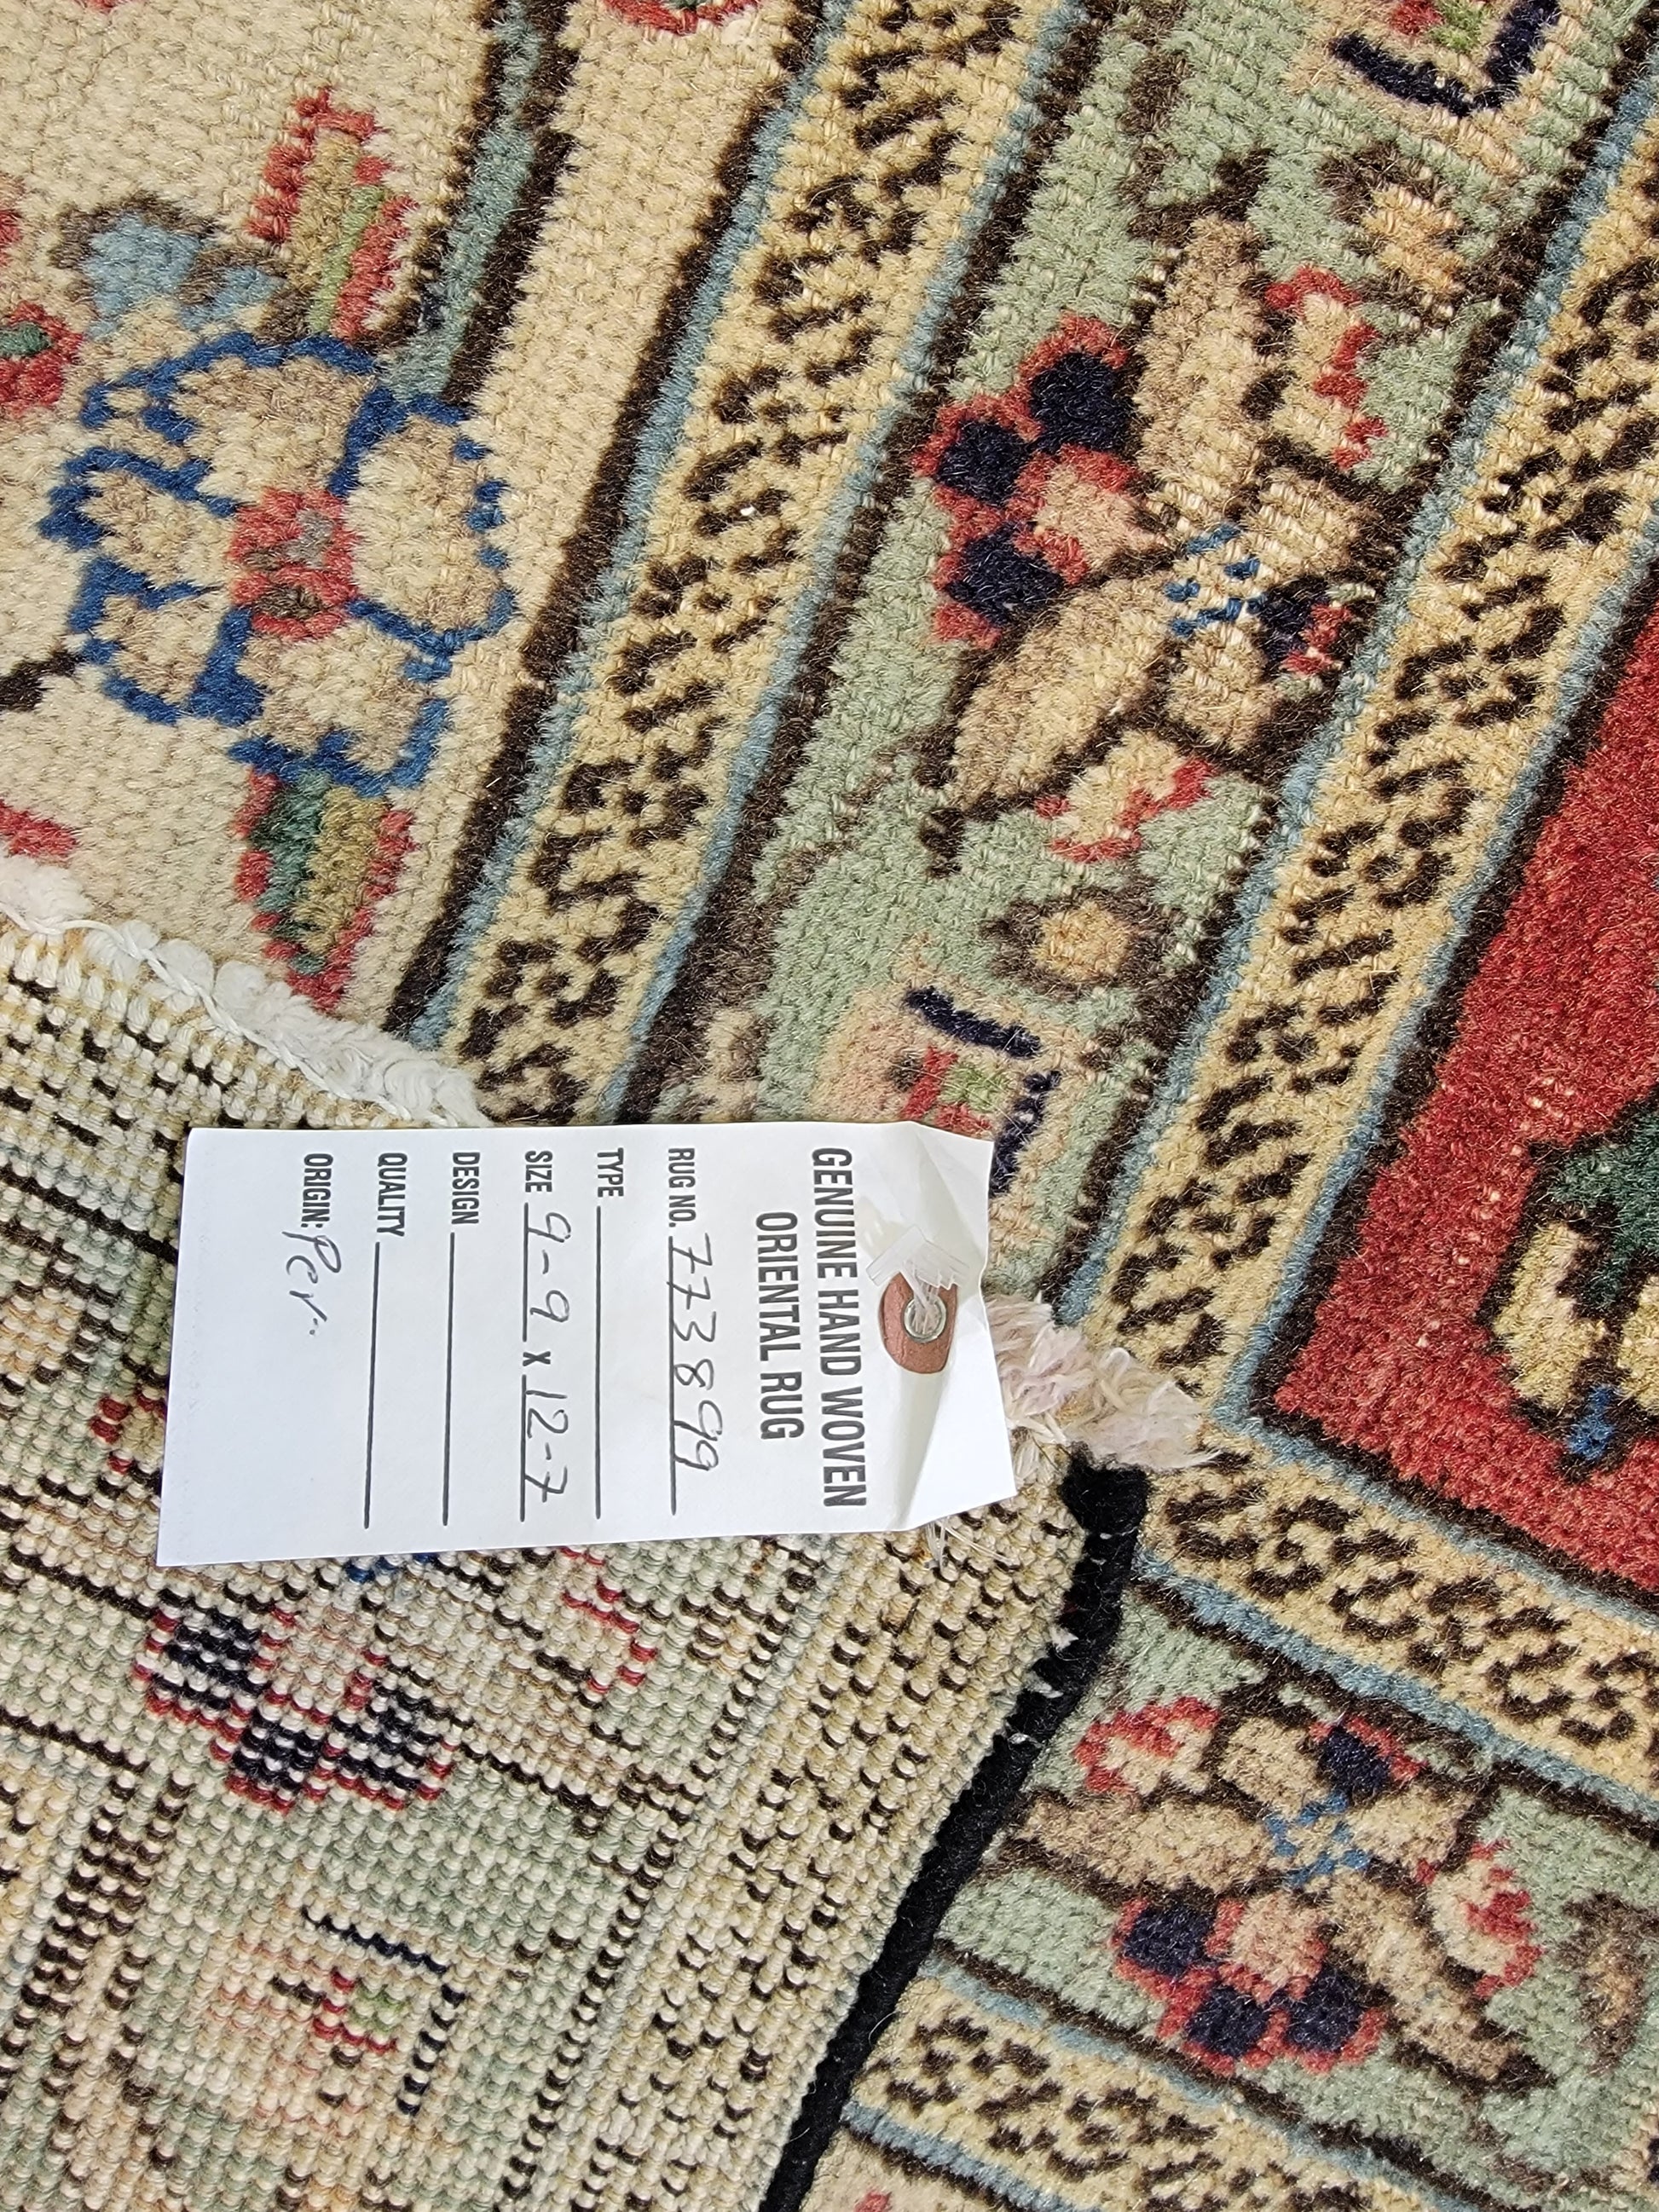 GENUINE HAND WOVEN
ORIENTAL RUG
RUG NO. 773899
TYPE
SIZE 9-9 X 12-7
DESIGN
QUALITY
ORIGIN: Per.